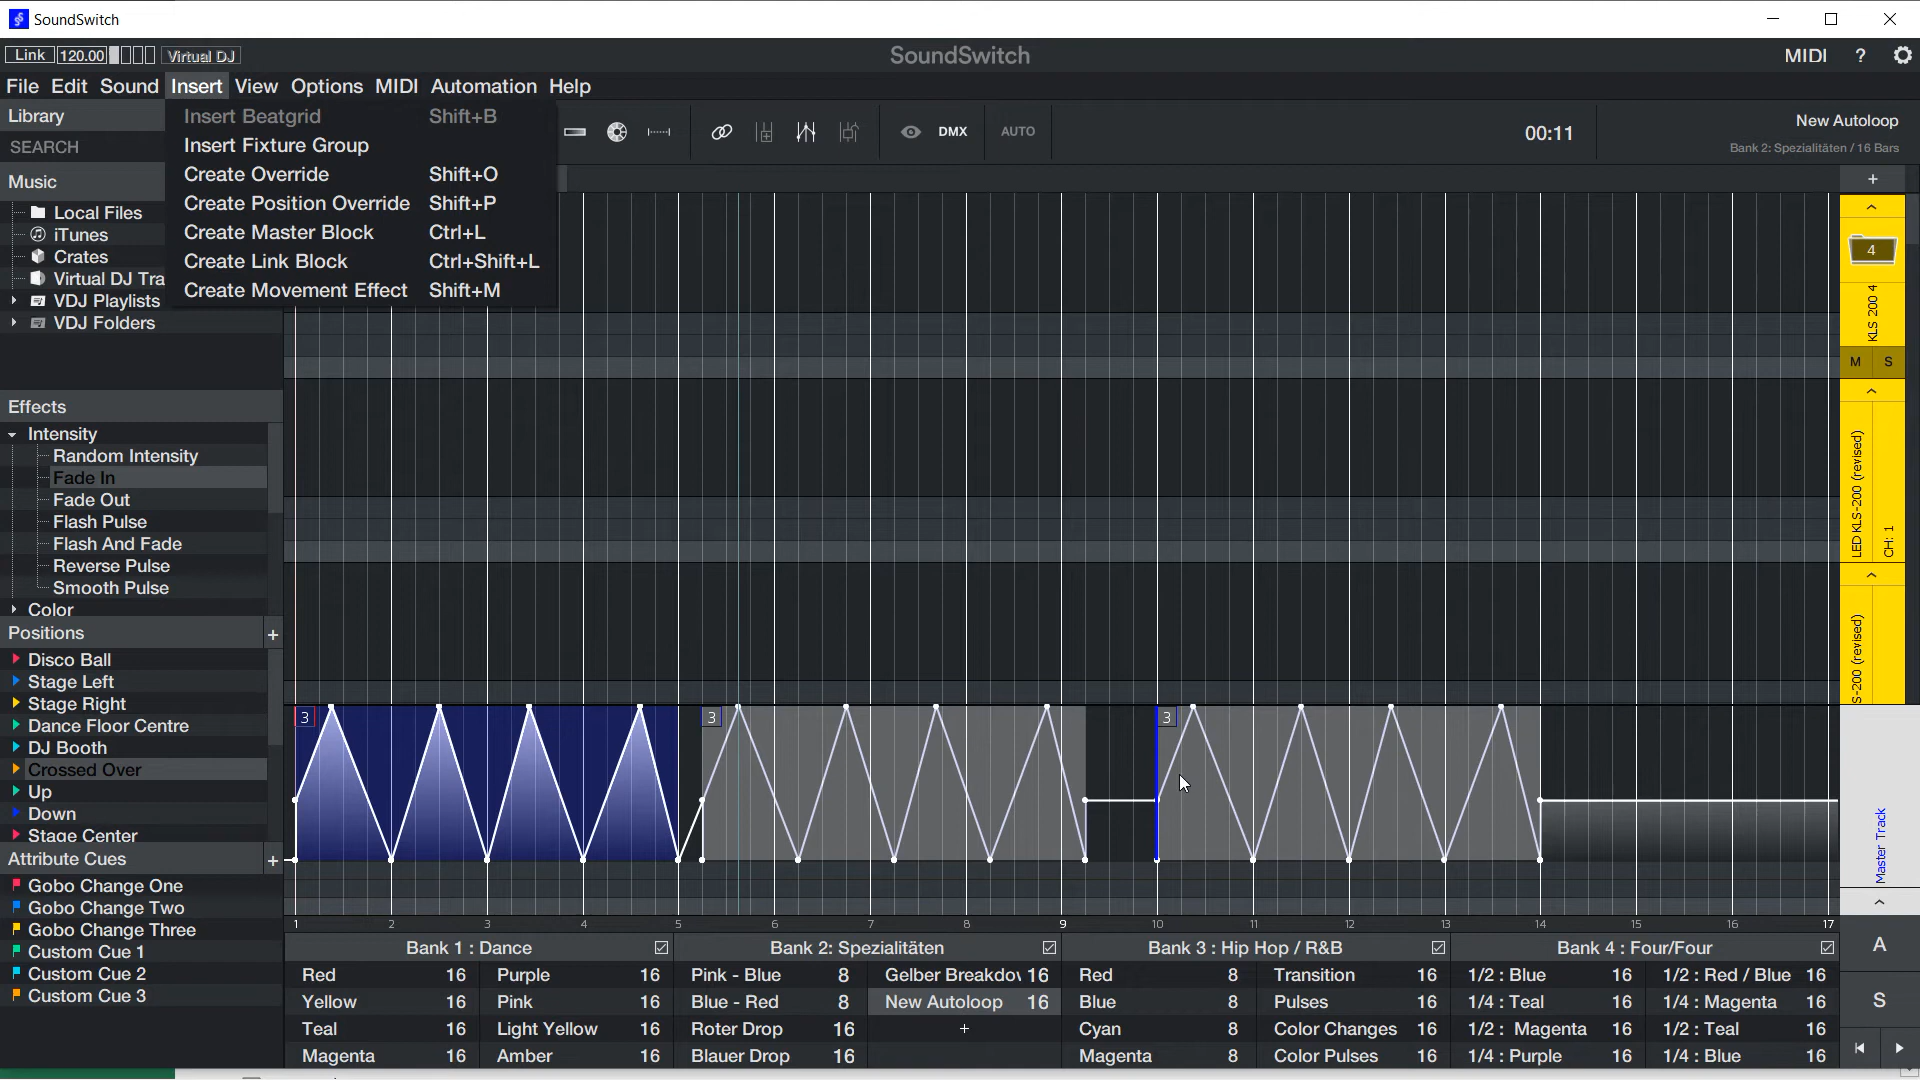 SoundSwitch
Link 120.00 Virtual DJ
SoundSwitch
MIDI ?
File Edit Sound Insert View Options MIDI Automation Help
Library
SEARCH
Music
Local Files
iTunes
Crates
Virtual DJ Tra
VDJ Playlists
VDJ Folders
Insert Beatgrid Shift+B
Insert Fixture Group
Create Override Shift+O
Create Position Override Shift+P
Create Master Block Ctrl+L
Create Link Block Ctrl+Shift+L
Create Movement Effect Shift+M
DMX AUTO 00:11
New Autoloop
Bank 2: Spezialitäten / 16 Bars
+
4
KLS 200 4
M S
LED KLS-200 (revised)
CH: 1
S-200 (revised)
Master Track
Effects
Intensity
Random Intensity
Fade In
Fade Out
Flash Pulse
Flash And Fade
Reverse Pulse
Smooth Pulse
Color
Positions +
Disco Ball
Stage Left
Stage Right
Dance Floor Centre
DJ Booth
Crossed Over
Up
Down
Stage Center
Attribute Cues +
Gobo Change One
Gobo Change Two
Gobo Change Three
Custom Cue 1
Custom Cue 2
Custom Cue 3
3 3 3
1 2 3 4 5 6 7 8 9 10 11 12 13 14 15 16 17
Bank 1 : Dance Bank 2: Spezialitäten Bank 3 : Hip Hop / R&B Bank 4 : Four/Four
Red 16 Purple 16 Pink - Blue 8 Gelber Breakdov 16 Red 8 Transition 16 1/2 : Blue 16 1/2 : Red / Blue 16
Yellow 16 Pink 16 Blue - Red 8 New Autoloop 16 Blue 8 Pulses 16 1/4 : Teal 16 1/4 : Magenta 16
Teal 16 Light Yellow 16 Roter Drop 16 + Cyan 8 Color Changes 16 1/2 : Magenta 16 1/2 : Teal 16
Magenta 16 Amber 16 Blauer Drop 16 Magenta 8 Color Pulses 16 1/4 : Purple 16 1/4 : Blue 16
A
S